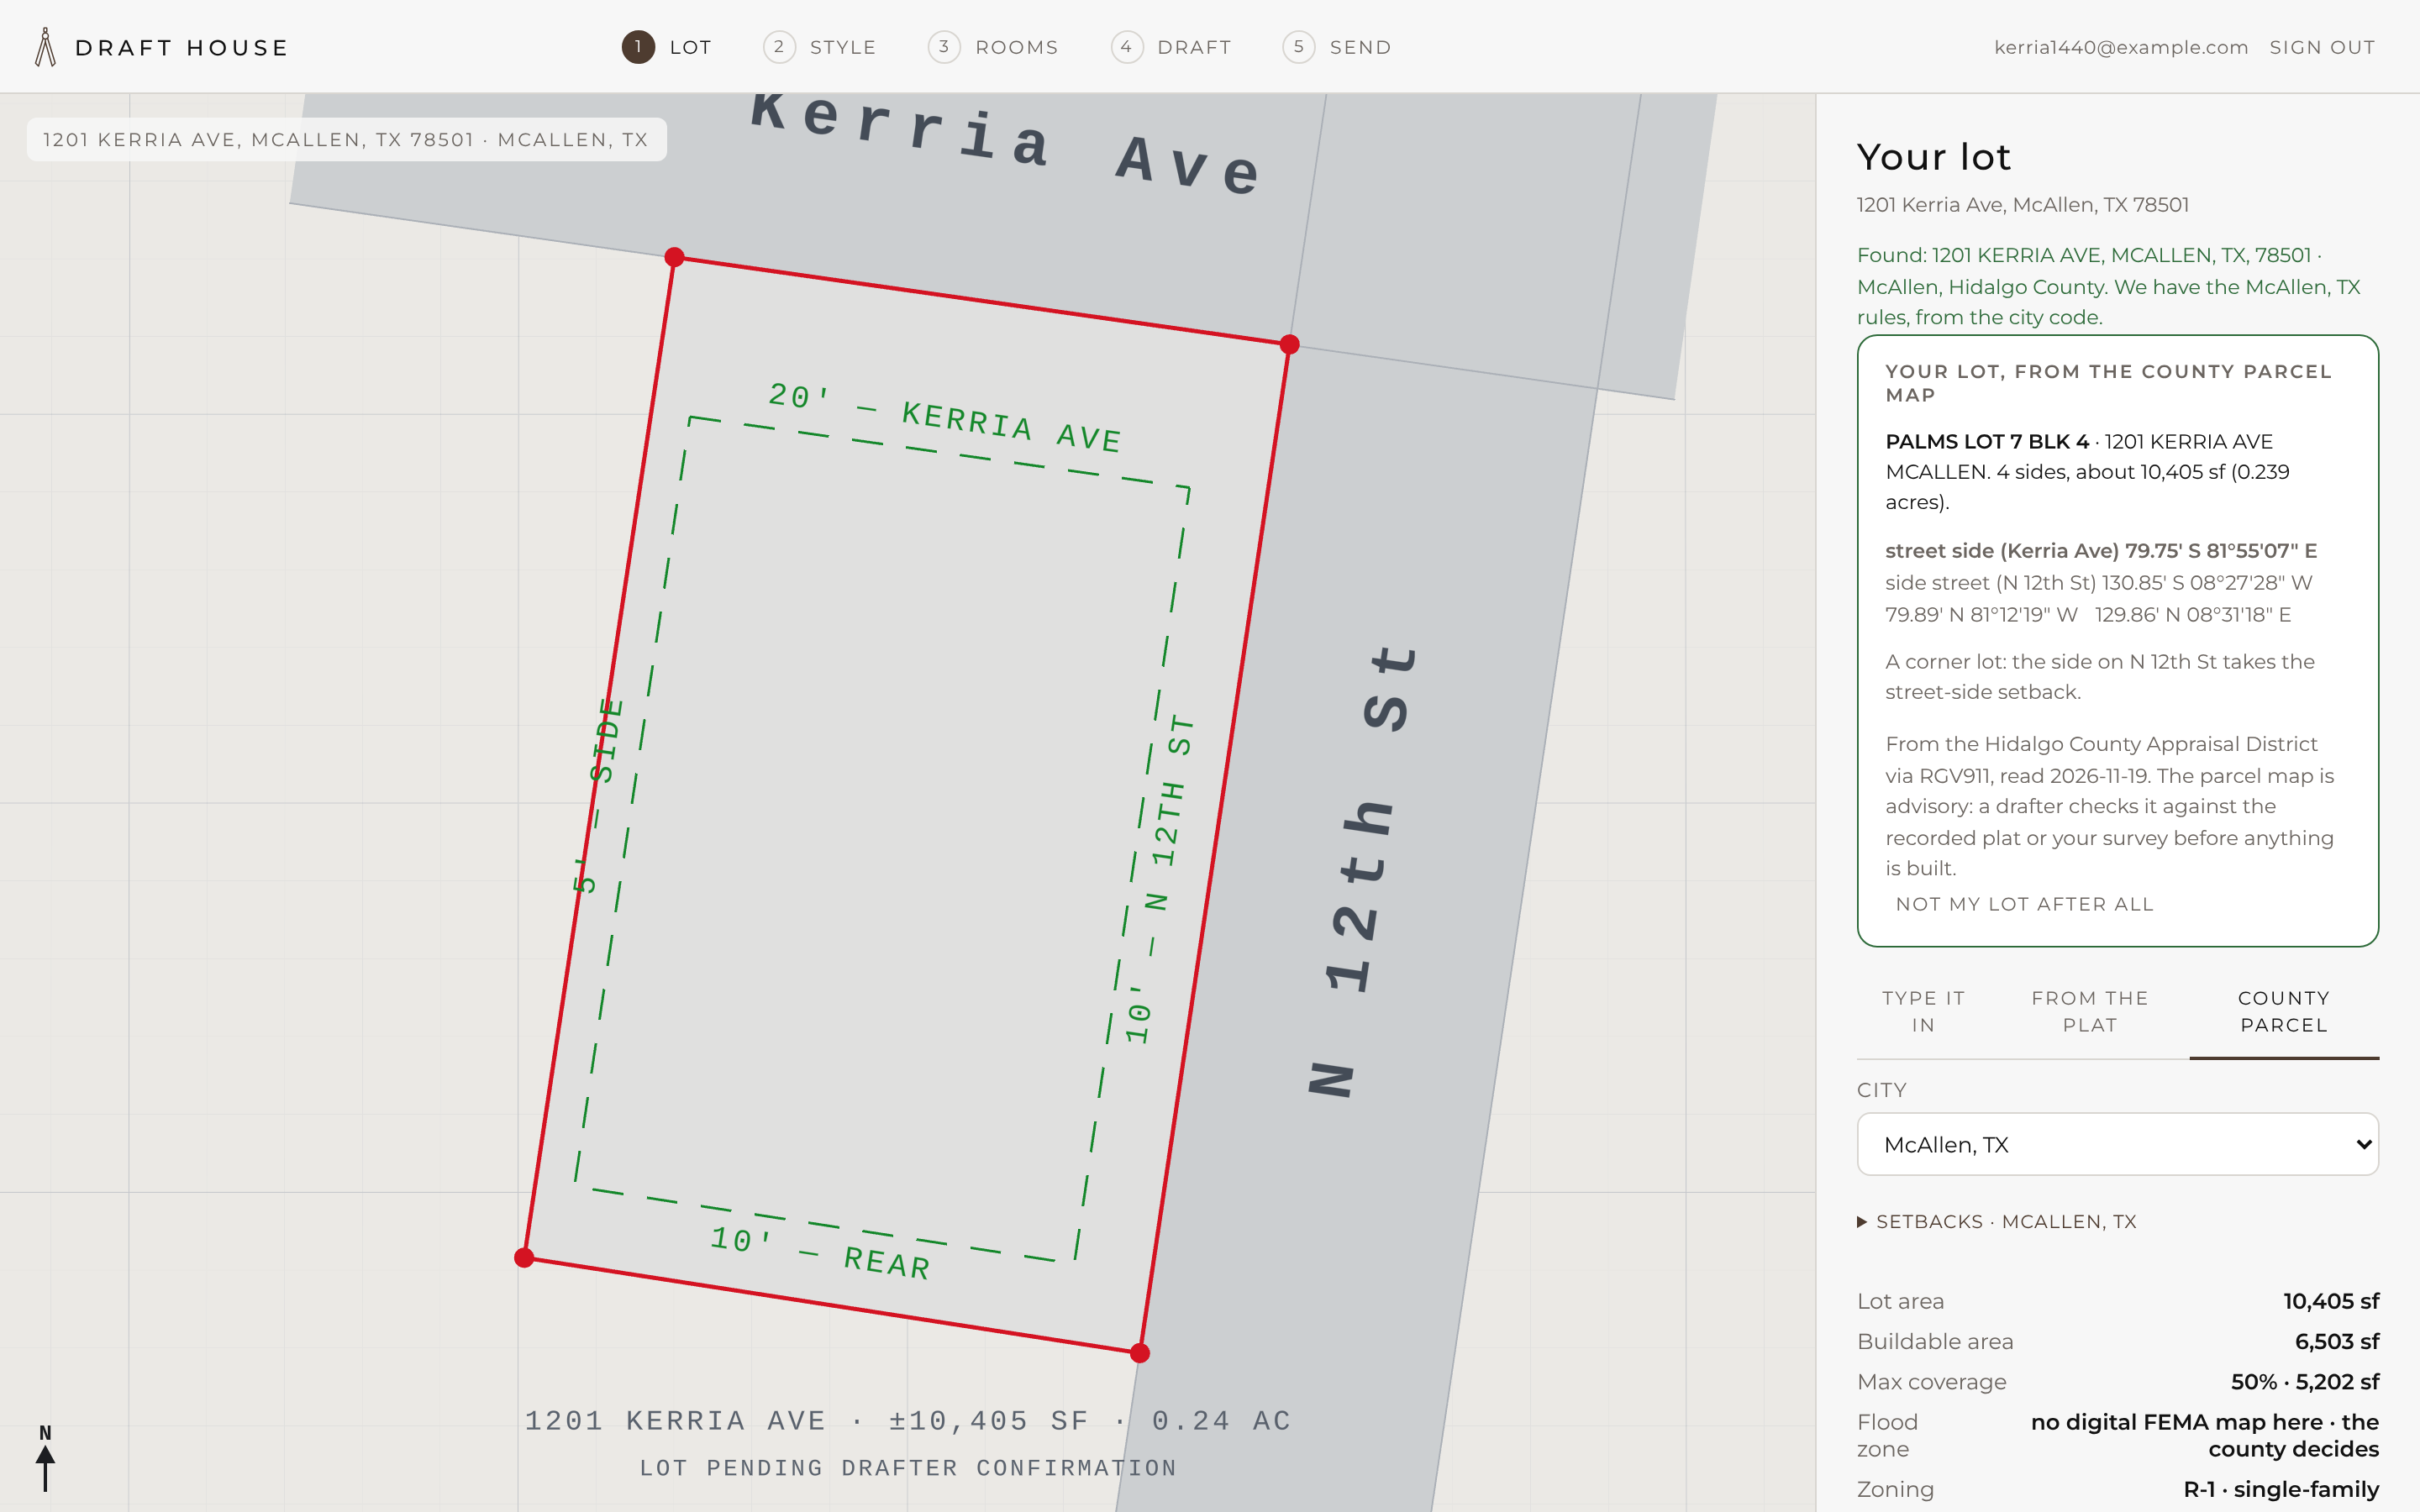 DRAFT HOUSE
1 LOT
2 STYLE
3 ROOMS
4 DRAFT
5 SEND
kerria1440@example.com SIGN OUT
1201 KERRIA AVE, MCALLEN, TX 78501 · MCALLEN, TX
Kerria Ave
20' — KERRIA AVE
5' — SIDE
10' — N 12TH ST
N 12th St
10' — REAR
1201 KERRIA AVE · ±10,405 SF · 0.24 AC
LOT PENDING DRAFTER CONFIRMATION
N
Your lot
1201 Kerria Ave, McAllen, TX 78501
Found: 1201 KERRIA AVE, MCALLEN, TX, 78501 ·
McAllen, Hidalgo County. We have the McAllen, TX
rules, from the city code.
YOUR LOT, FROM THE COUNTY PARCEL
MAP
PALMS LOT 7 BLK 4 · 1201 KERRIA AVE
MCALLEN. 4 sides, about 10,405 sf (0.239
acres).
street side (Kerria Ave) 79.75' S 81°55'07" E
side street (N 12th St) 130.85' S 08°27'28" W
79.89' N 81°12'19" W 129.86' N 08°31'18" E
A corner lot: the side on N 12th St takes the
street-side setback.
From the Hidalgo County Appraisal District
via RGV911, read 2026-11-19. The parcel map is
advisory: a drafter checks it against the
recorded plat or your survey before anything
is built.
NOT MY LOT AFTER ALL
TYPE IT
IN
FROM THE
PLAT
COUNTY
PARCEL
CITY
McAllen, TX
SETBACKS · MCALLEN, TX
Lot area 10,405 sf
Buildable area 6,503 sf
Max coverage 50% · 5,202 sf
Flood
zone
no digital FEMA map here · the
county decides
Zoning R-1 · single-family